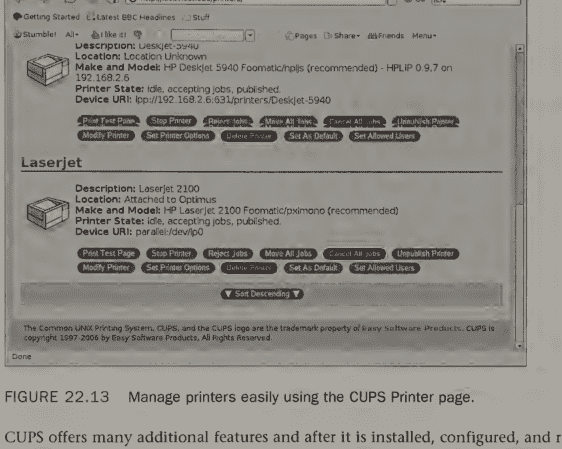 Getting Started Latest BBC Headlines Stuff
Stumble! All▾ I like it! Pages Share▾ Friends Menu▾
Description: Deskjet-5940
Location: Location Unknown
Make and Model: HP DeskJet 5940 Foomatic/hpijs (recommended) - HPLIP 0.9.7 on
192.168.2.6
Printer State: idle, accepting jobs, published.
Device URI: ipp://192.168.2.6:631/printers/Deskjet-5940
Print Test Page Stop Printer Reject Jobs Move All Jobs Cancel All Jobs Unpublish Printer
Modify Printer Set Printer Options Delete Printer Set As Default Set Allowed Users
Laserjet
Description: Laserjet 2100
Location: Attached to Optimus
Make and Model: HP LaserJet 2100 Foomatic/pxlmono (recommended)
Printer State: idle, accepting jobs, published.
Device URI: parallel:/dev/lp0
Print Test Page Stop Printer Reject Jobs Move All Jobs Cancel All Jobs Unpublish Printer
Modify Printer Set Printer Options Delete Printer Set As Default Set Allowed Users
▼ Sort Descending ▼
The Common UNIX Printing System, CUPS, and the CUPS logo are the trademark property of Easy Software Products. CUPS is
copyright 1997-2006 by Easy Software Products, All Rights Reserved.
Done
FIGURE 22.13 Manage printers easily using the CUPS Printer page.
CUPS offers many additional features and after it is installed, configured, and r